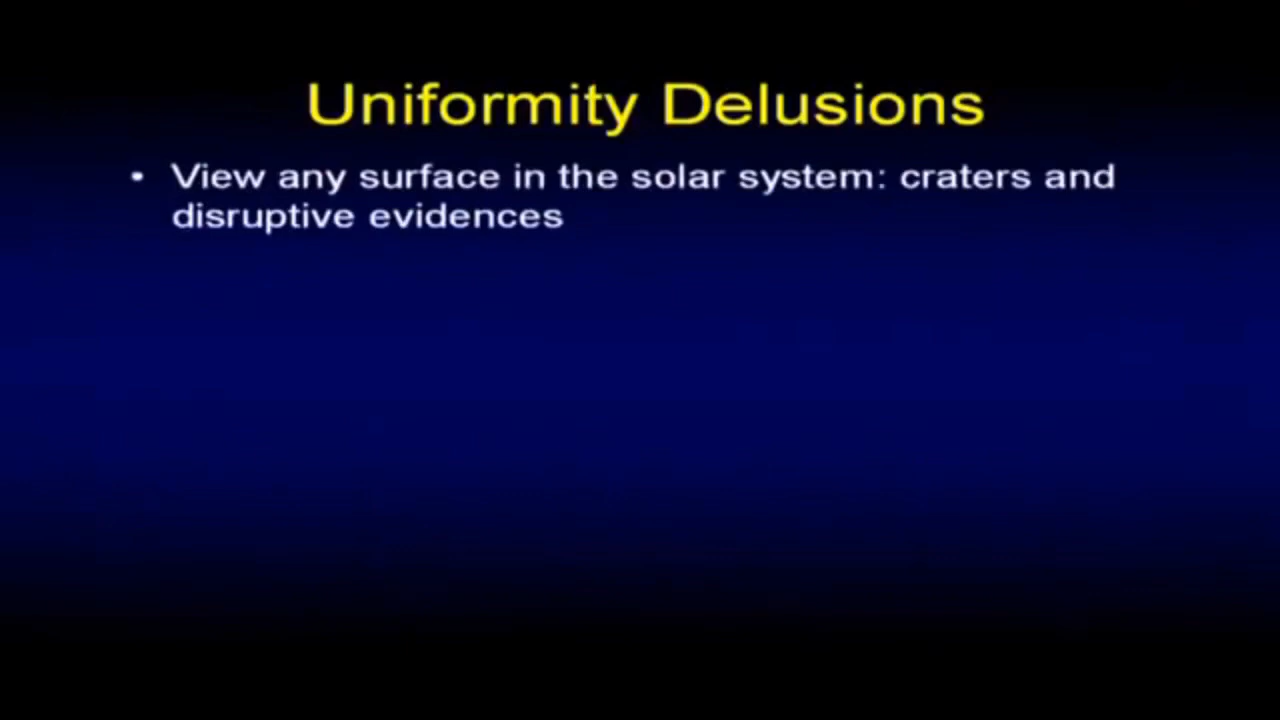 Uniformity Delusions
• View any surface in the solar system: craters and
disruptive evidences